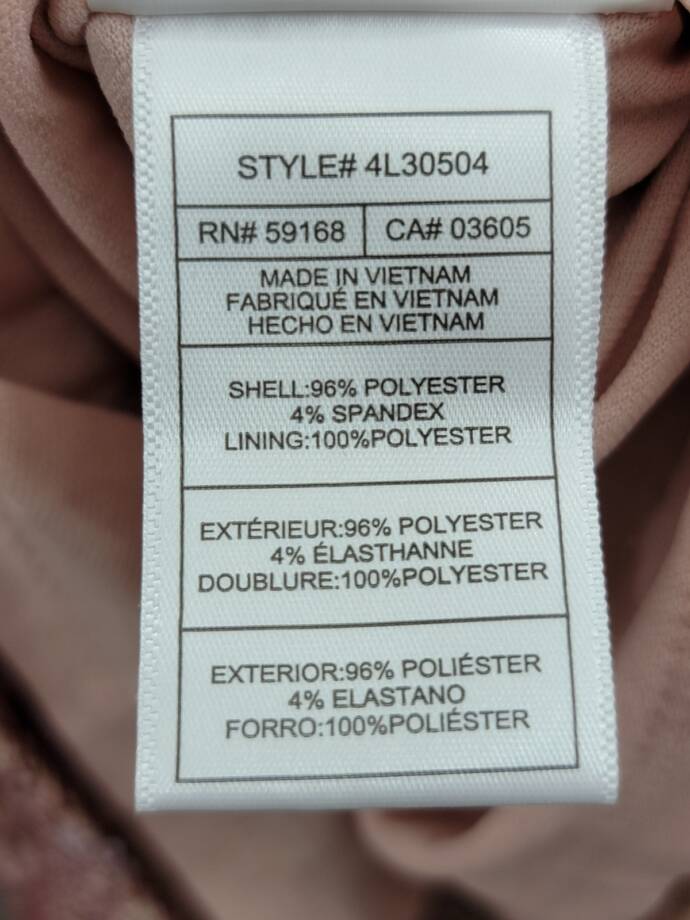 STYLE# 4L30504
RN# 59168 CA# 03605
MADE IN VIETNAM
FABRIQUÉ EN VIETNAM
HECHO EN VIETNAM
SHELL:96% POLYESTER
4% SPANDEX
LINING:100%POLYESTER
EXTÉRIEUR:96% POLYESTER
4% ÉLASTHANNE
DOUBLURE:100%POLYESTER
EXTERIOR:96% POLIÉSTER
4% ELASTANO
FORRO:100%POLIÉSTER